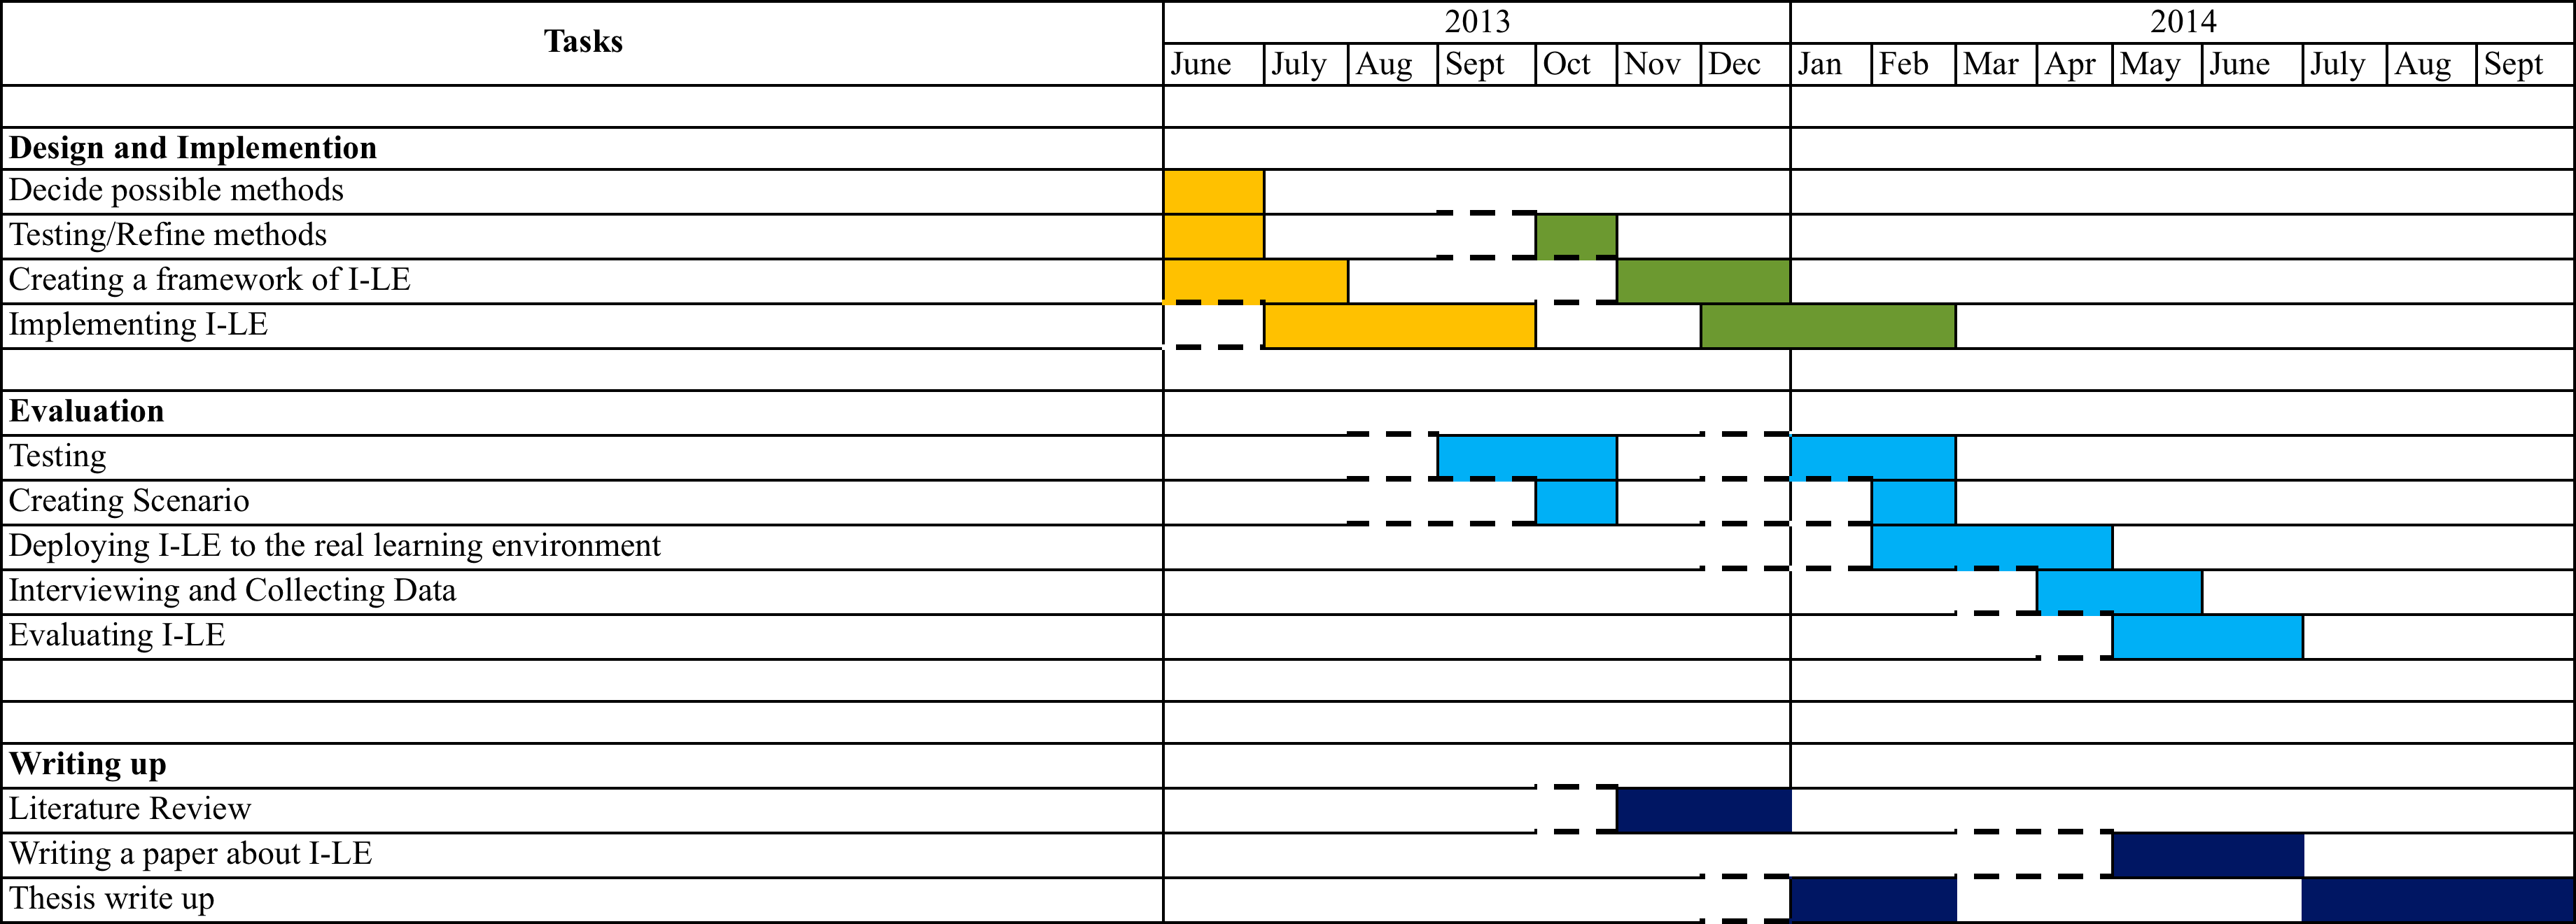 Tasks
2013 2014
June July Aug Sept Oct Nov Dec Jan Feb Mar Apr May June July Aug Sept
Design and Implemention
Decide possible methods
Testing/Refine methods
Creating a framework of I-LE
Implementing I-LE
Evaluation
Testing
Creating Scenario
Deploying I-LE to the real learning environment
Interviewing and Collecting Data
Evaluating I-LE
Writing up
Literature Review
Writing a paper about I-LE
Thesis write up